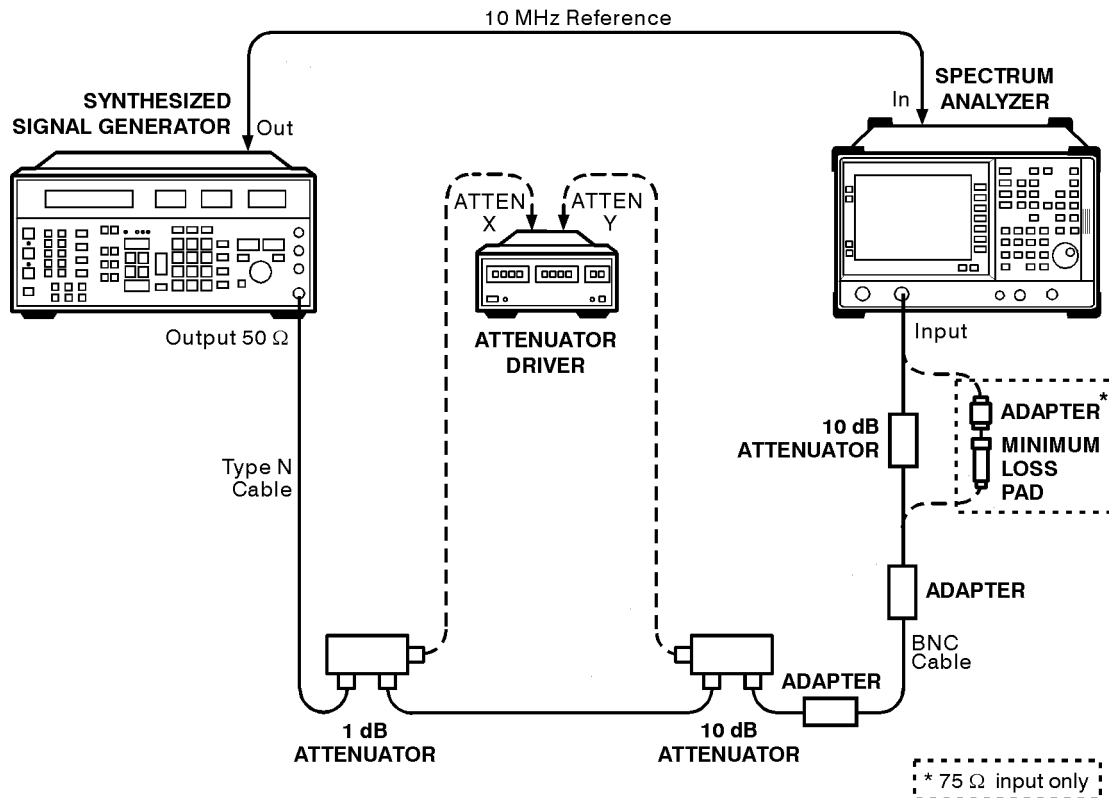 10 MHz Reference
SYNTHESIZED
SIGNAL GENERATOR
Out
SPECTRUM
ANALYZER
In
ATTEN
X
ATTEN
Y
ATTENUATOR
DRIVER
Output 50 Ω
Input
10 dB
ATTENUATOR
ADAPTER*
MINIMUM
LOSS
PAD
Type N
Cable
ADAPTER
BNC
Cable
ADAPTER
1 dB
ATTENUATOR
10 dB
ATTENUATOR
* 75 Ω input only